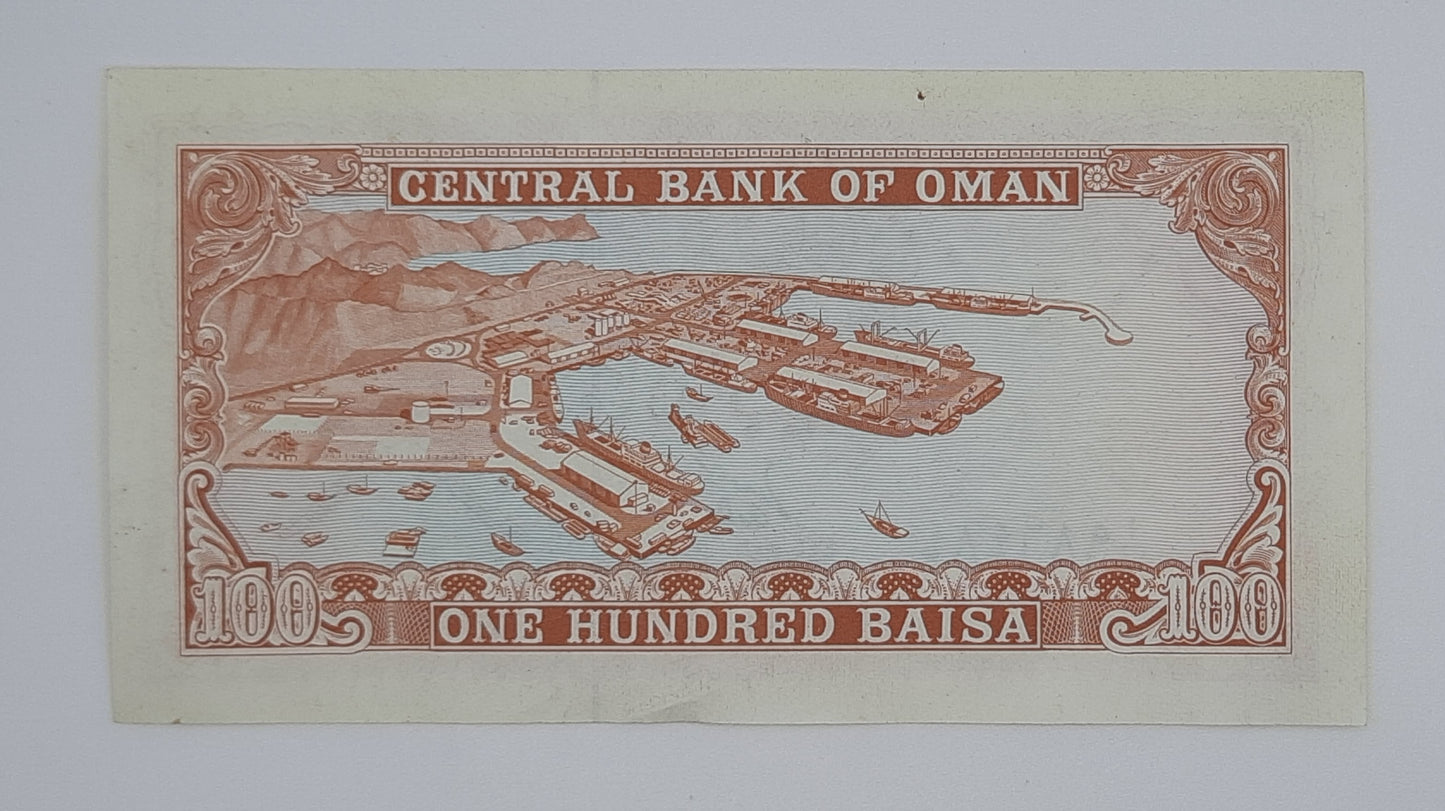 CENTRAL BANK OF OMAN
100 ONE HUNDRED BAISA 100